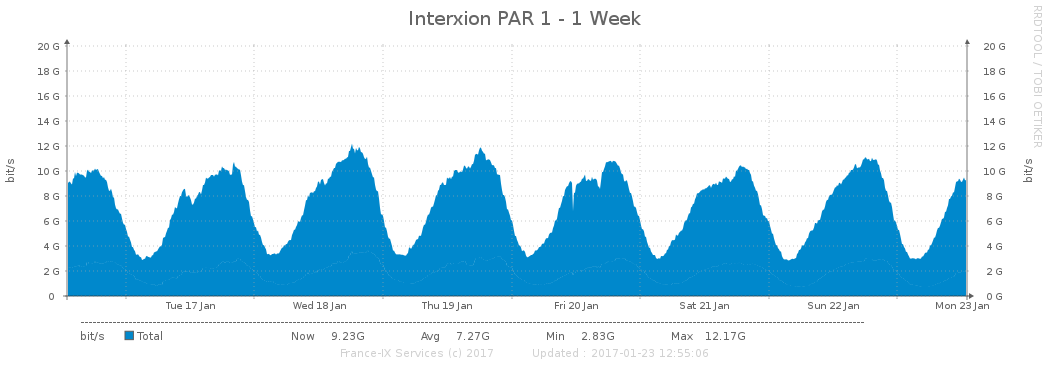 Interxion PAR 1 - 1 Week
RRDTOOL / TOBI OETIKER
20 G 20 G
18 G 18 G
16 G 16 G
14 G 14 G
12 G 12 G
10 G 10 G
8 G 8 G
6 G 6 G
4 G 4 G
2 G 2 G
0 0 G
bit/s bit/s
Tue 17 Jan Wed 18 Jan Thu 19 Jan Fri 20 Jan Sat 21 Jan Sun 22 Jan Mon 23 Jan
bit/s Total Now 9.23G Avg 7.27G Min 2.83G Max 12.17G
France-IX Services (c) 2017 Updated : 2017-01-23 12:55:06